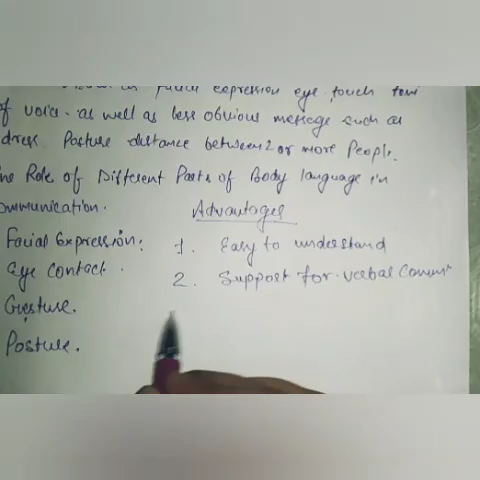 facial expression eye touch tone
of voice. as well as less obvious message such as
dress Posture distance between 2 or more People.
Role of Different Parts of Body language in
ommunication.
Advantages
Facial Expression:
1. Easy to understand
eye contact.
2. Support for verbal Commu
Gesture.
Posture.